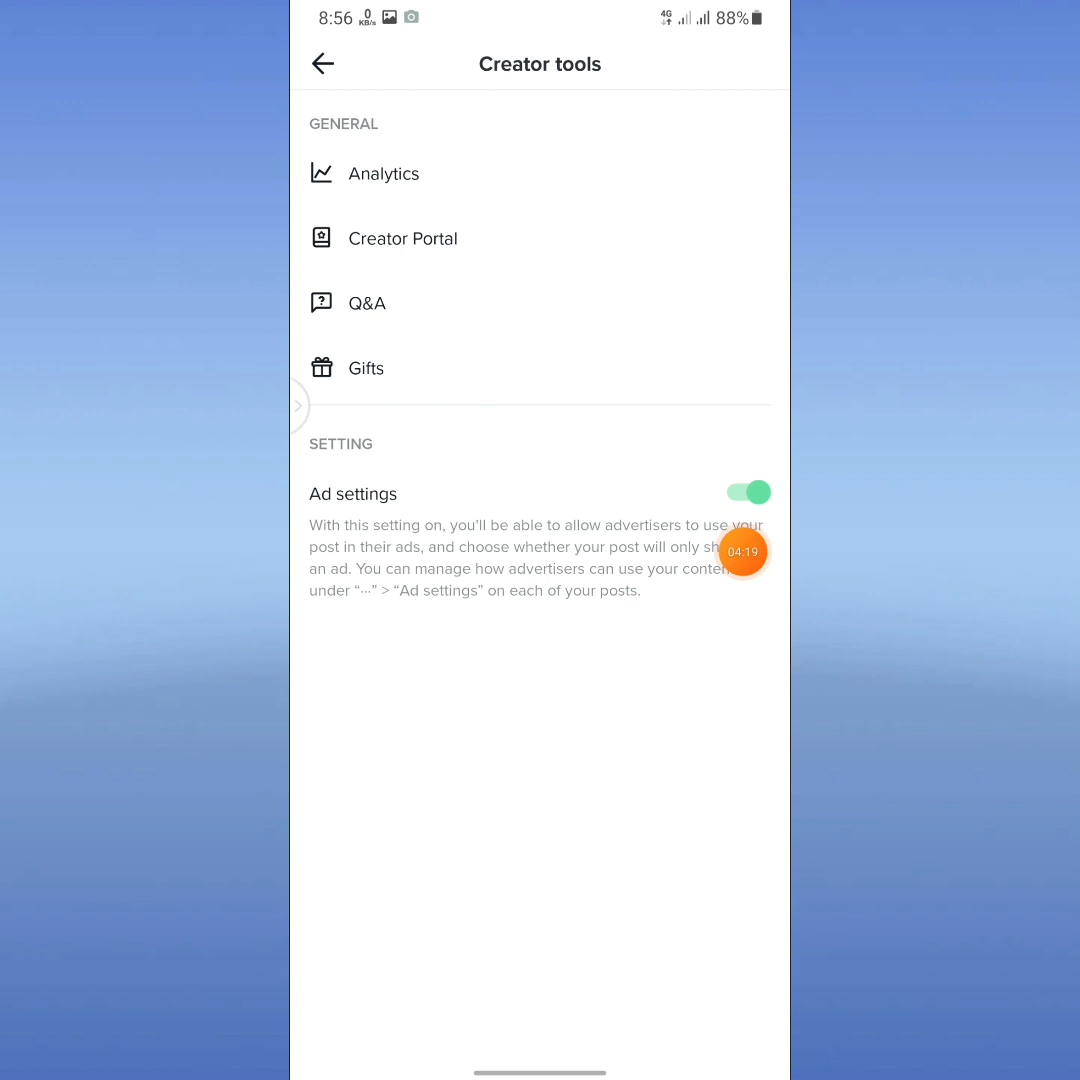 8:56 0 KB/s 4G 88%
Creator tools
GENERAL
Analytics
Creator Portal
Q&A
Gifts
SETTING
Ad settings
With this setting on, you'll be able to allow advertisers to use your
post in their ads, and choose whether your post will only
04:19
an ad. You can manage how advertisers can use your
under “···” > “Ad settings” on each of your posts.